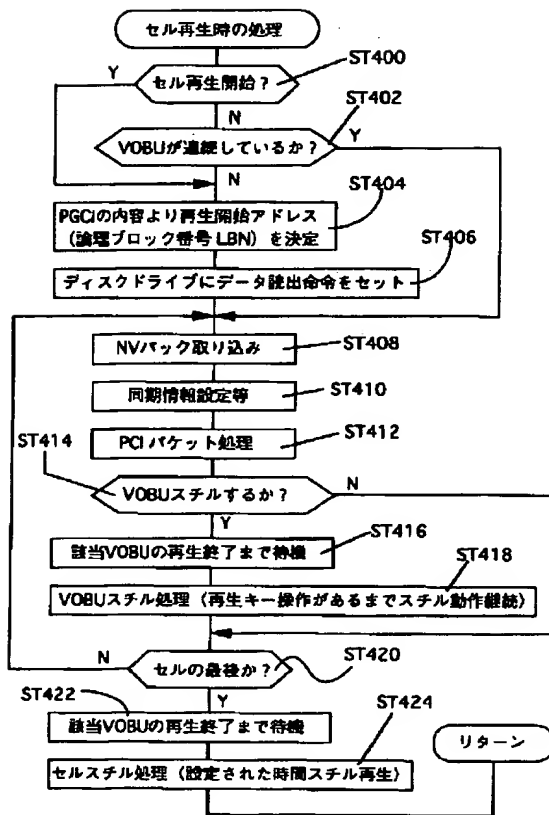 セル再生時の処理
Y
セル再生開始？
ST400
N
ST402
VOBUが連続しているか？
Y
N
ST404
PGCIの内容より再生開始アドレス
（論理ブロック番号 LBN）を決定
ST406
ディスクドライブにデータ読出命令をセット
NVパック取り込み
ST408
同期情報設定等
ST410
ST414
PCI パケット処理
ST412
VOBUスチルするか？
N
Y
ST416
該当VOBUの再生終了まで待機
ST418
VOBUスチル処理（再生キー操作があるまでスチル動作継続）
N
セルの最後か？
ST420
ST422
Y
ST424
該当VOBUの再生終了まで待機
リターン
セルスチル処理（設定された時間スチル再生）